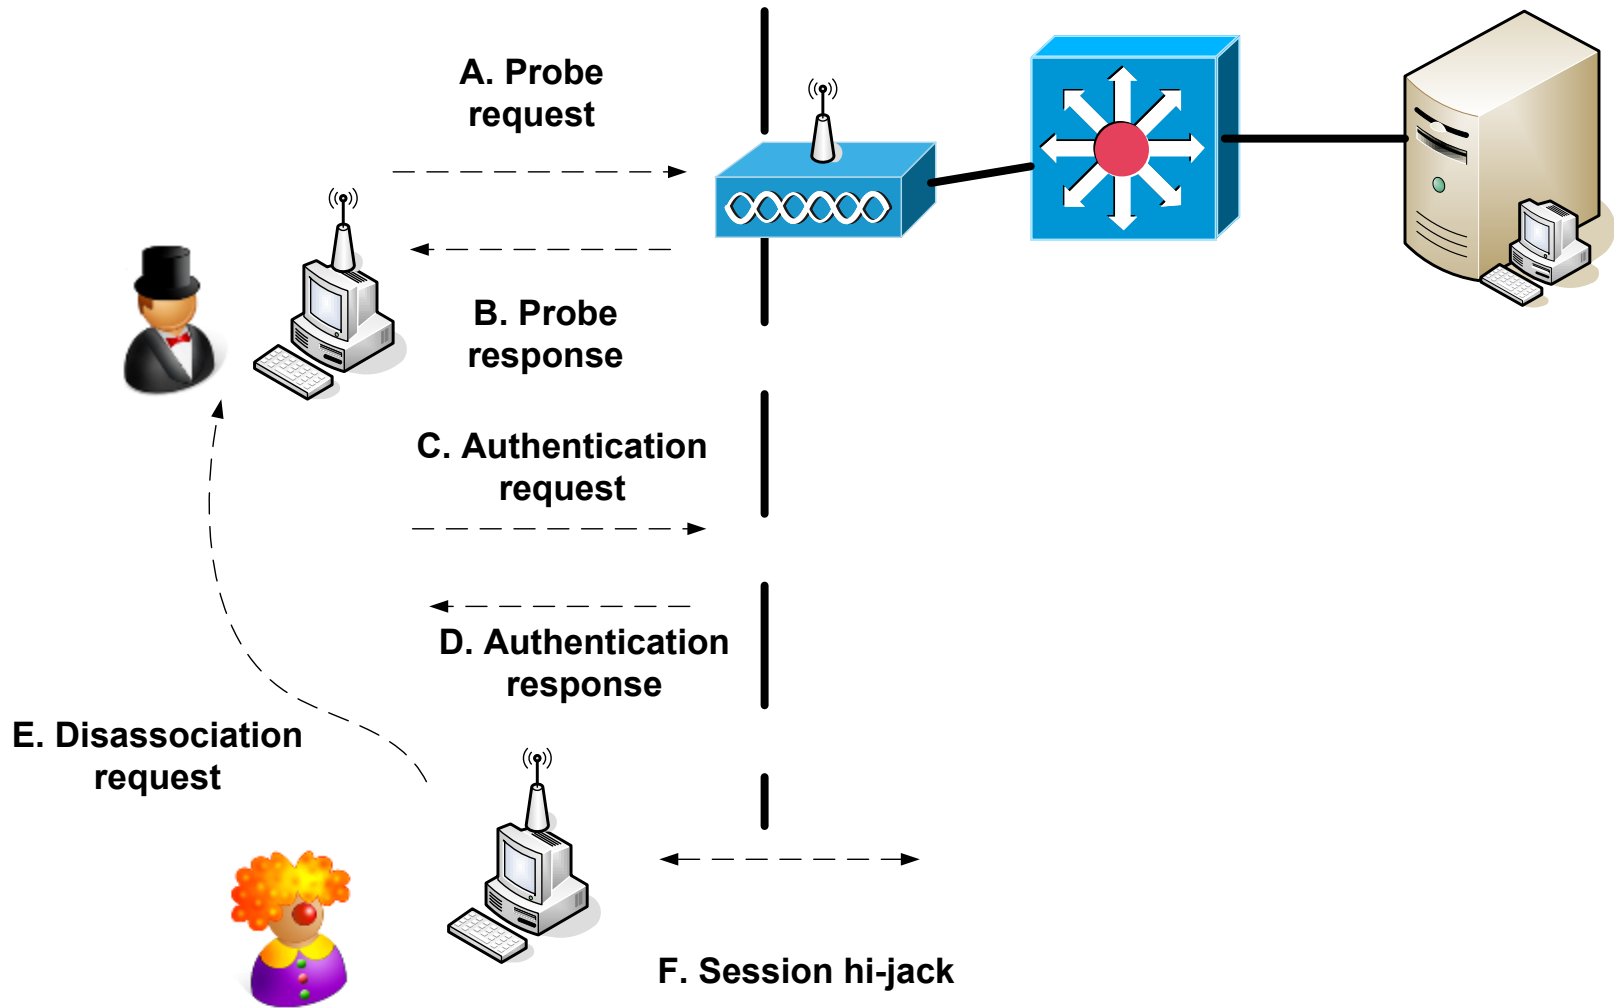 A. Probe
request
B. Probe
response
C. Authentication
request
D. Authentication
response
E. Disassociation
request
F. Session hi-jack